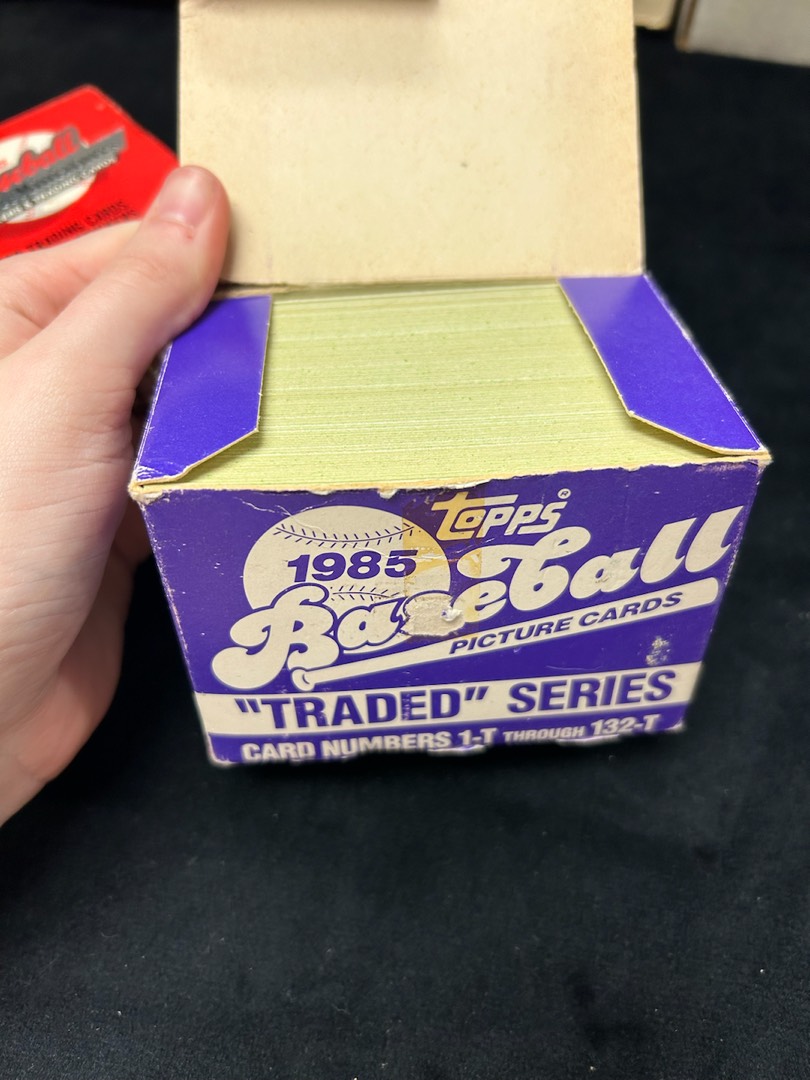 TOPPS®
1985
Baseball
PICTURE CARDS
"TRADED" SERIES
CARD NUMBERS 1-T THROUGH 132-T